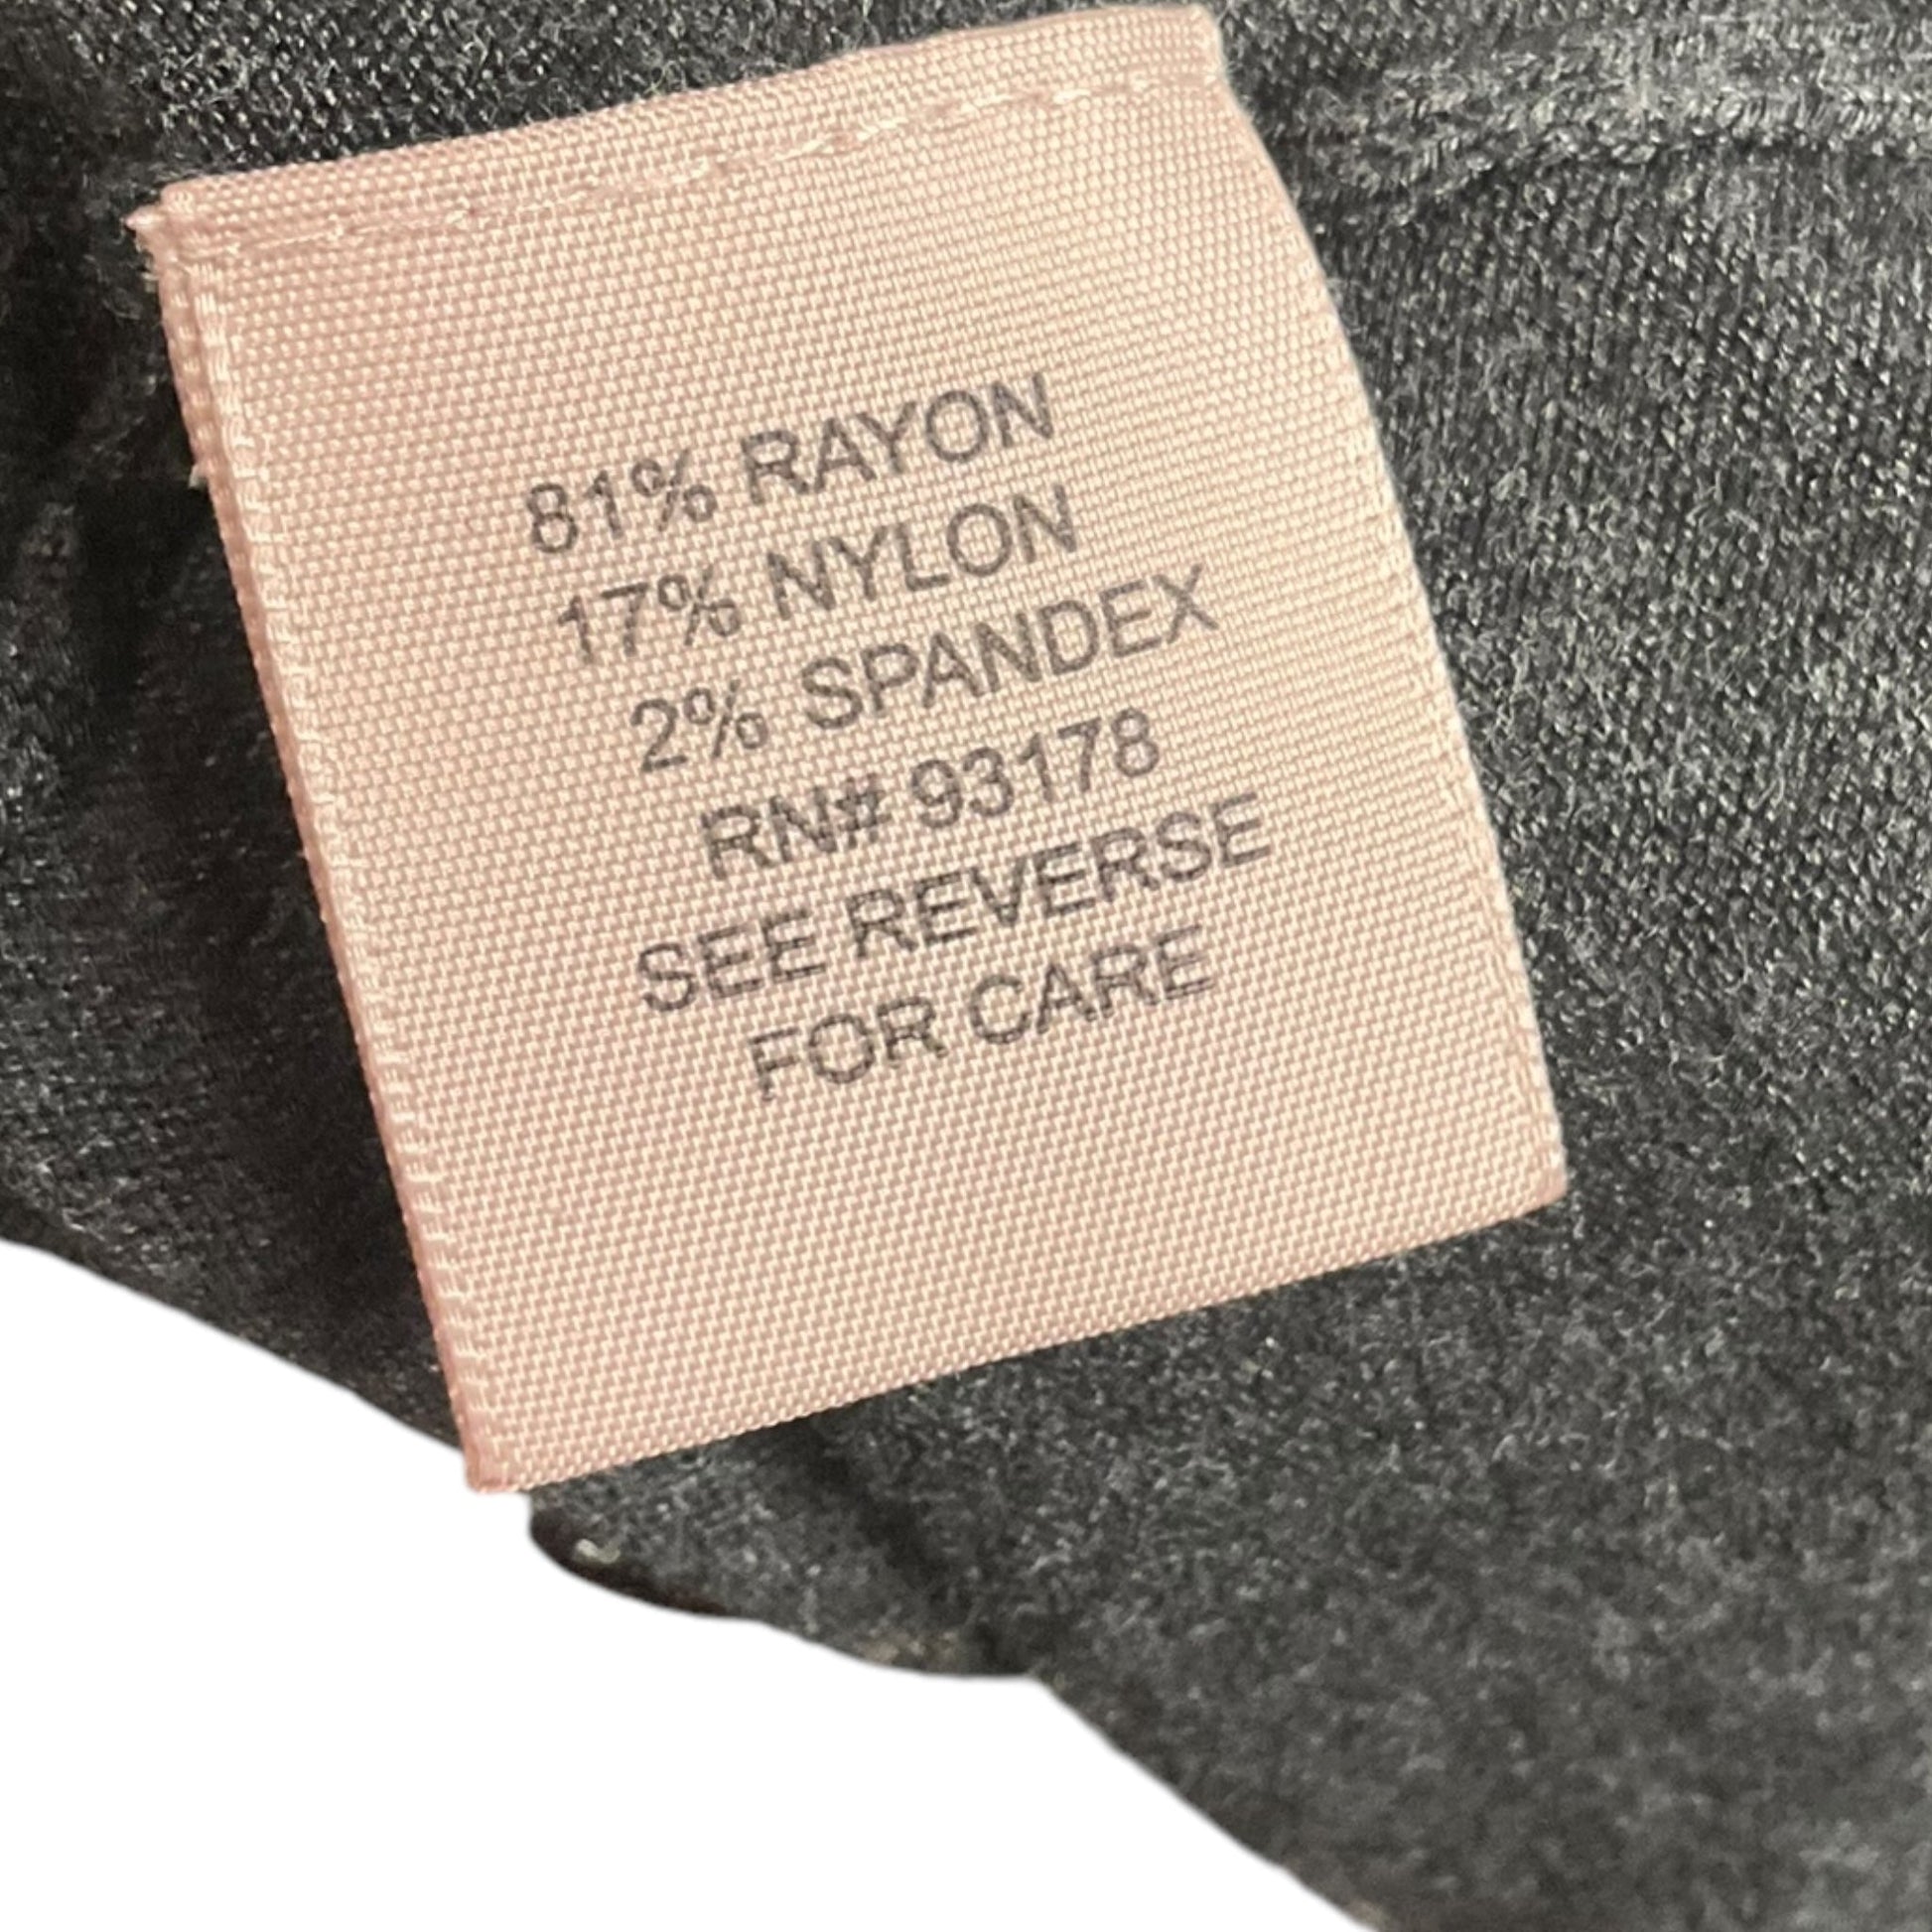 81% RAYON
17% NYLON
2% SPANDEX
RN# 93178
SEE REVERSE
FOR CARE